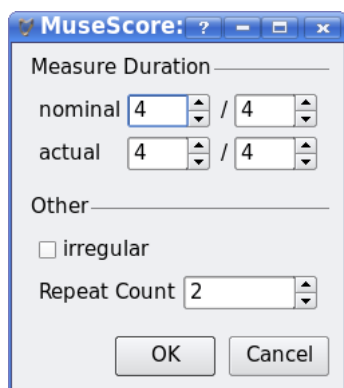 MuseScore: ?
Measure Duration
nominal 4 / 4
actual 4 / 4
Other
irregular
Repeat Count 2
OK Cancel